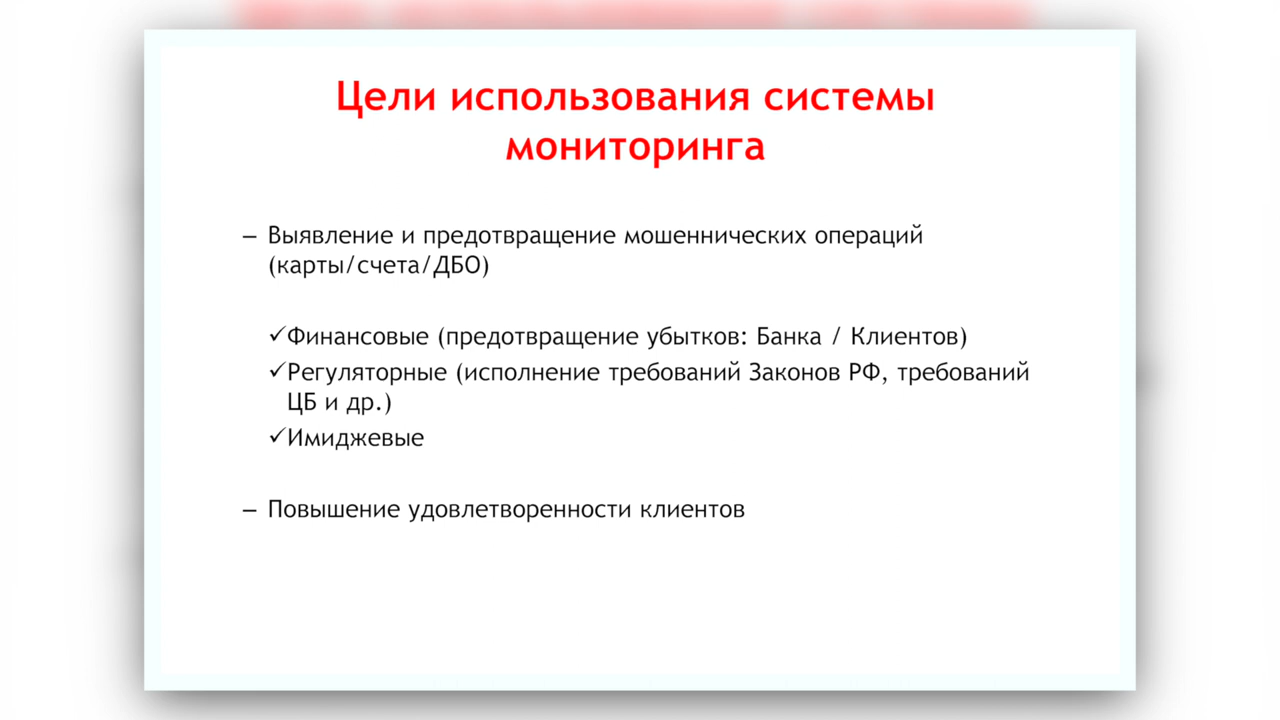 Цели использования системы
мониторинга
– Выявление и предотвращение мошеннических операций
(карты/счета/ДБО)
✓Финансовые (предотвращение убытков: Банка / Клиентов)
✓Регуляторные (исполнение требований Законов РФ, требований
ЦБ и др.)
✓Имиджевые
– Повышение удовлетворенности клиентов